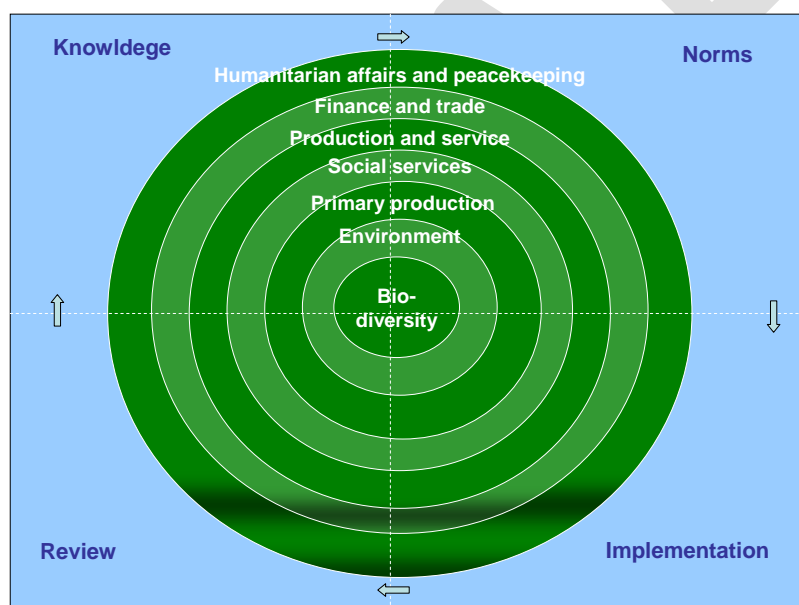 Knowldege
Norms
Humanitarian affairs and peacekeeping
Finance and trade
Production and service
Social services
Primary production
Environment
Bio-
diversity
Review
Implementation